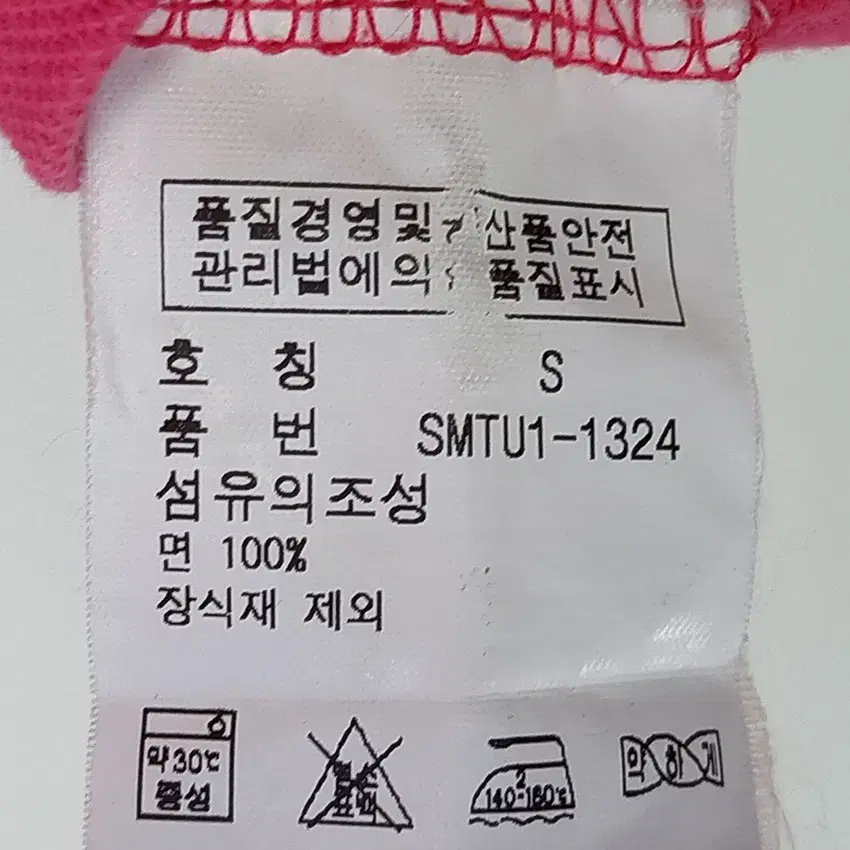 품질경영및 산품안전
관리법에의 품질표시
호 칭 S
품 번 SMTU1-1324
섬유의조성
면 100%
장식재 제외
약30℃
중성
2
140-160℃
약하게